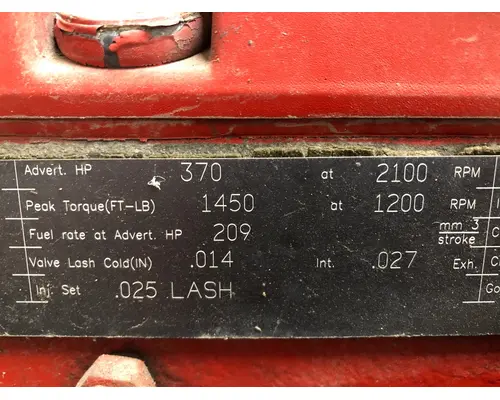 Advert. HP 370 at 2100 RPM
Peak Torque(FT-LB) 1450 at 1200 RPM
Fuel rate at Advert. HP 209 mm 3 stroke
Valve Lash Cold(IN) .014 Int. .027 Exh.
Inj. Set .025 LASH